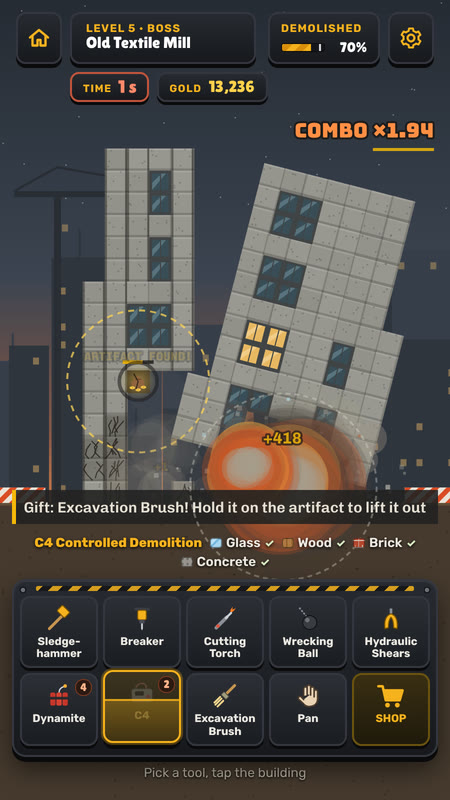 LEVEL 5 • BOSS
Old Textile Mill
DEMOLISHED
70%
TIME 1 s
GOLD 13,236
COMBO ×1.94
ARTIFACT FOUND!
+418
Gift: Excavation Brush! Hold it on the artifact to lift it out
C4 Controlled Demolition Glass ✓ Wood ✓ Brick ✓
Concrete ✓
Sledge-
hammer
Breaker
Cutting
Torch
Wrecking
Ball
Hydraulic
Shears
4
Dynamite
2
C4
Excavation
Brush
Pan
SHOP
Pick a tool, tap the building